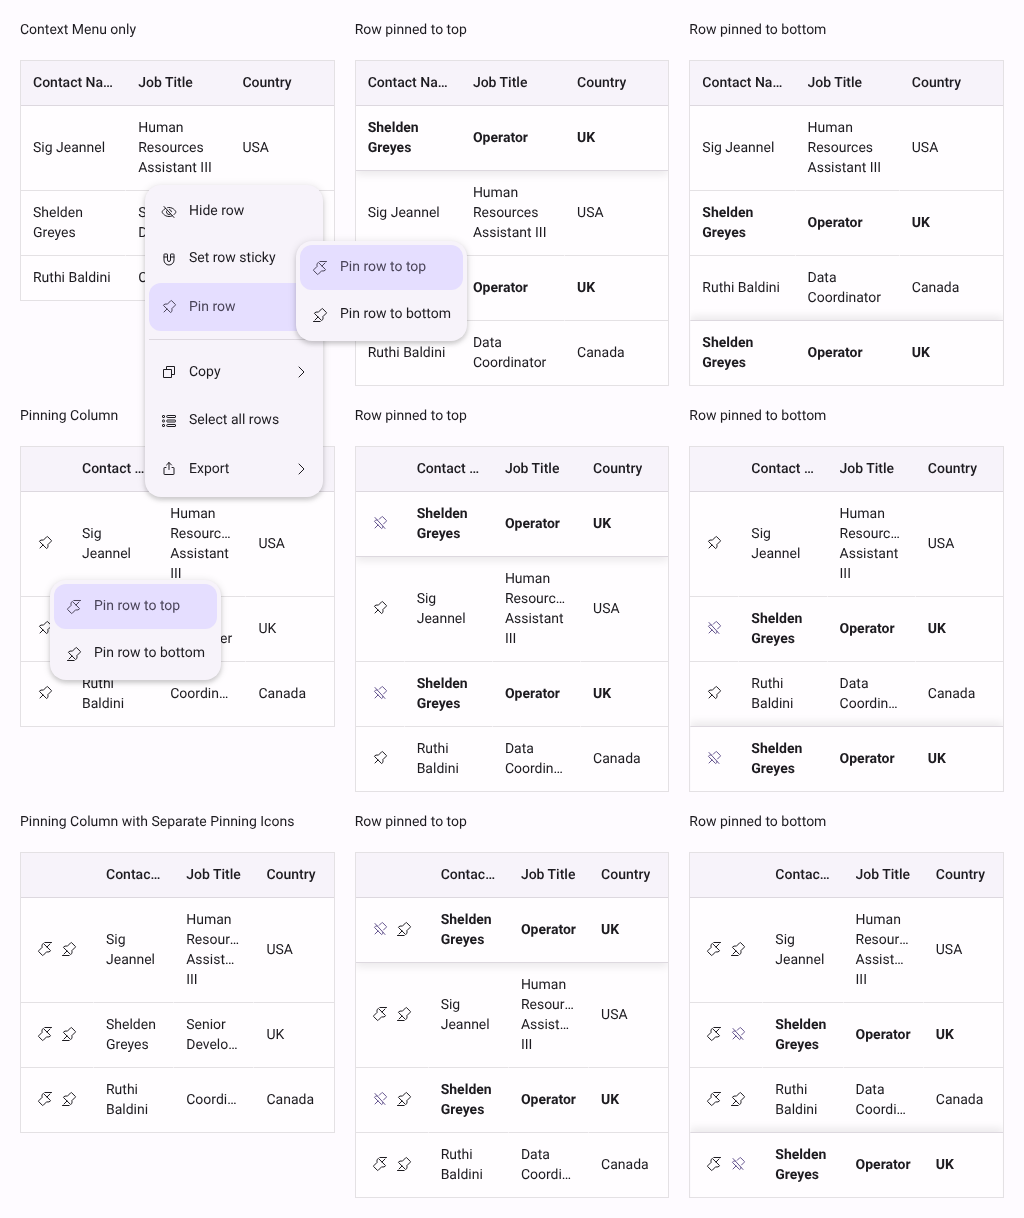 Context Menu only
Row pinned to top
Row pinned to bottom
Contact Na... Job Title Country
Sig Jeannel
Human
Resources
Assistant III
USA
Shelden
Greyes
Ruthi Baldini
Hide row
Set row sticky
Pin row
Copy
Select all rows
Export
Pin row to top
Pin row to bottom
Contact Na... Job Title Country
Shelden
Greyes
Operator
UK
Sig Jeannel
Human
Resources
Assistant III
USA
Operator
UK
Ruthi Baldini
Data
Coordinator
Canada
Contact Na... Job Title Country
Sig Jeannel
Human
Resources
Assistant III
USA
Shelden
Greyes
Operator
UK
Ruthi Baldini
Data
Coordinator
Canada
Shelden
Greyes
Operator
UK
Pinning Column
Row pinned to top
Row pinned to bottom
Contact ...
Sig
Jeannel
Human
Resourc...
Assistant
III
USA
UK
Pin row to top
Pin row to bottom
Ruthi
Baldini
Coordin...
Canada
Contact ... Job Title Country
Shelden
Greyes
Operator
UK
Sig
Jeannel
Human
Resourc...
Assistant
III
USA
Shelden
Greyes
Operator
UK
Ruthi
Baldini
Data
Coordin...
Canada
Contact ... Job Title Country
Sig
Jeannel
Human
Resourc...
Assistant
III
USA
Shelden
Greyes
Operator
UK
Ruthi
Baldini
Data
Coordin...
Canada
Shelden
Greyes
Operator
UK
Pinning Column with Separate Pinning Icons
Row pinned to top
Row pinned to bottom
Contac... Job Title Country
Sig
Jeannel
Human
Resour...
Assist...
III
USA
Shelden
Greyes
Senior
Develo...
UK
Ruthi
Baldini
Coordi...
Canada
Contac... Job Title Country
Shelden
Greyes
Operator
UK
Sig
Jeannel
Human
Resour...
Assist...
III
USA
Shelden
Greyes
Operator
UK
Ruthi
Baldini
Data
Coordi...
Canada
Contac... Job Title Country
Sig
Jeannel
Human
Resour...
Assist...
III
USA
Shelden
Greyes
Operator
UK
Ruthi
Baldini
Data
Coordi...
Canada
Shelden
Greyes
Operator
UK